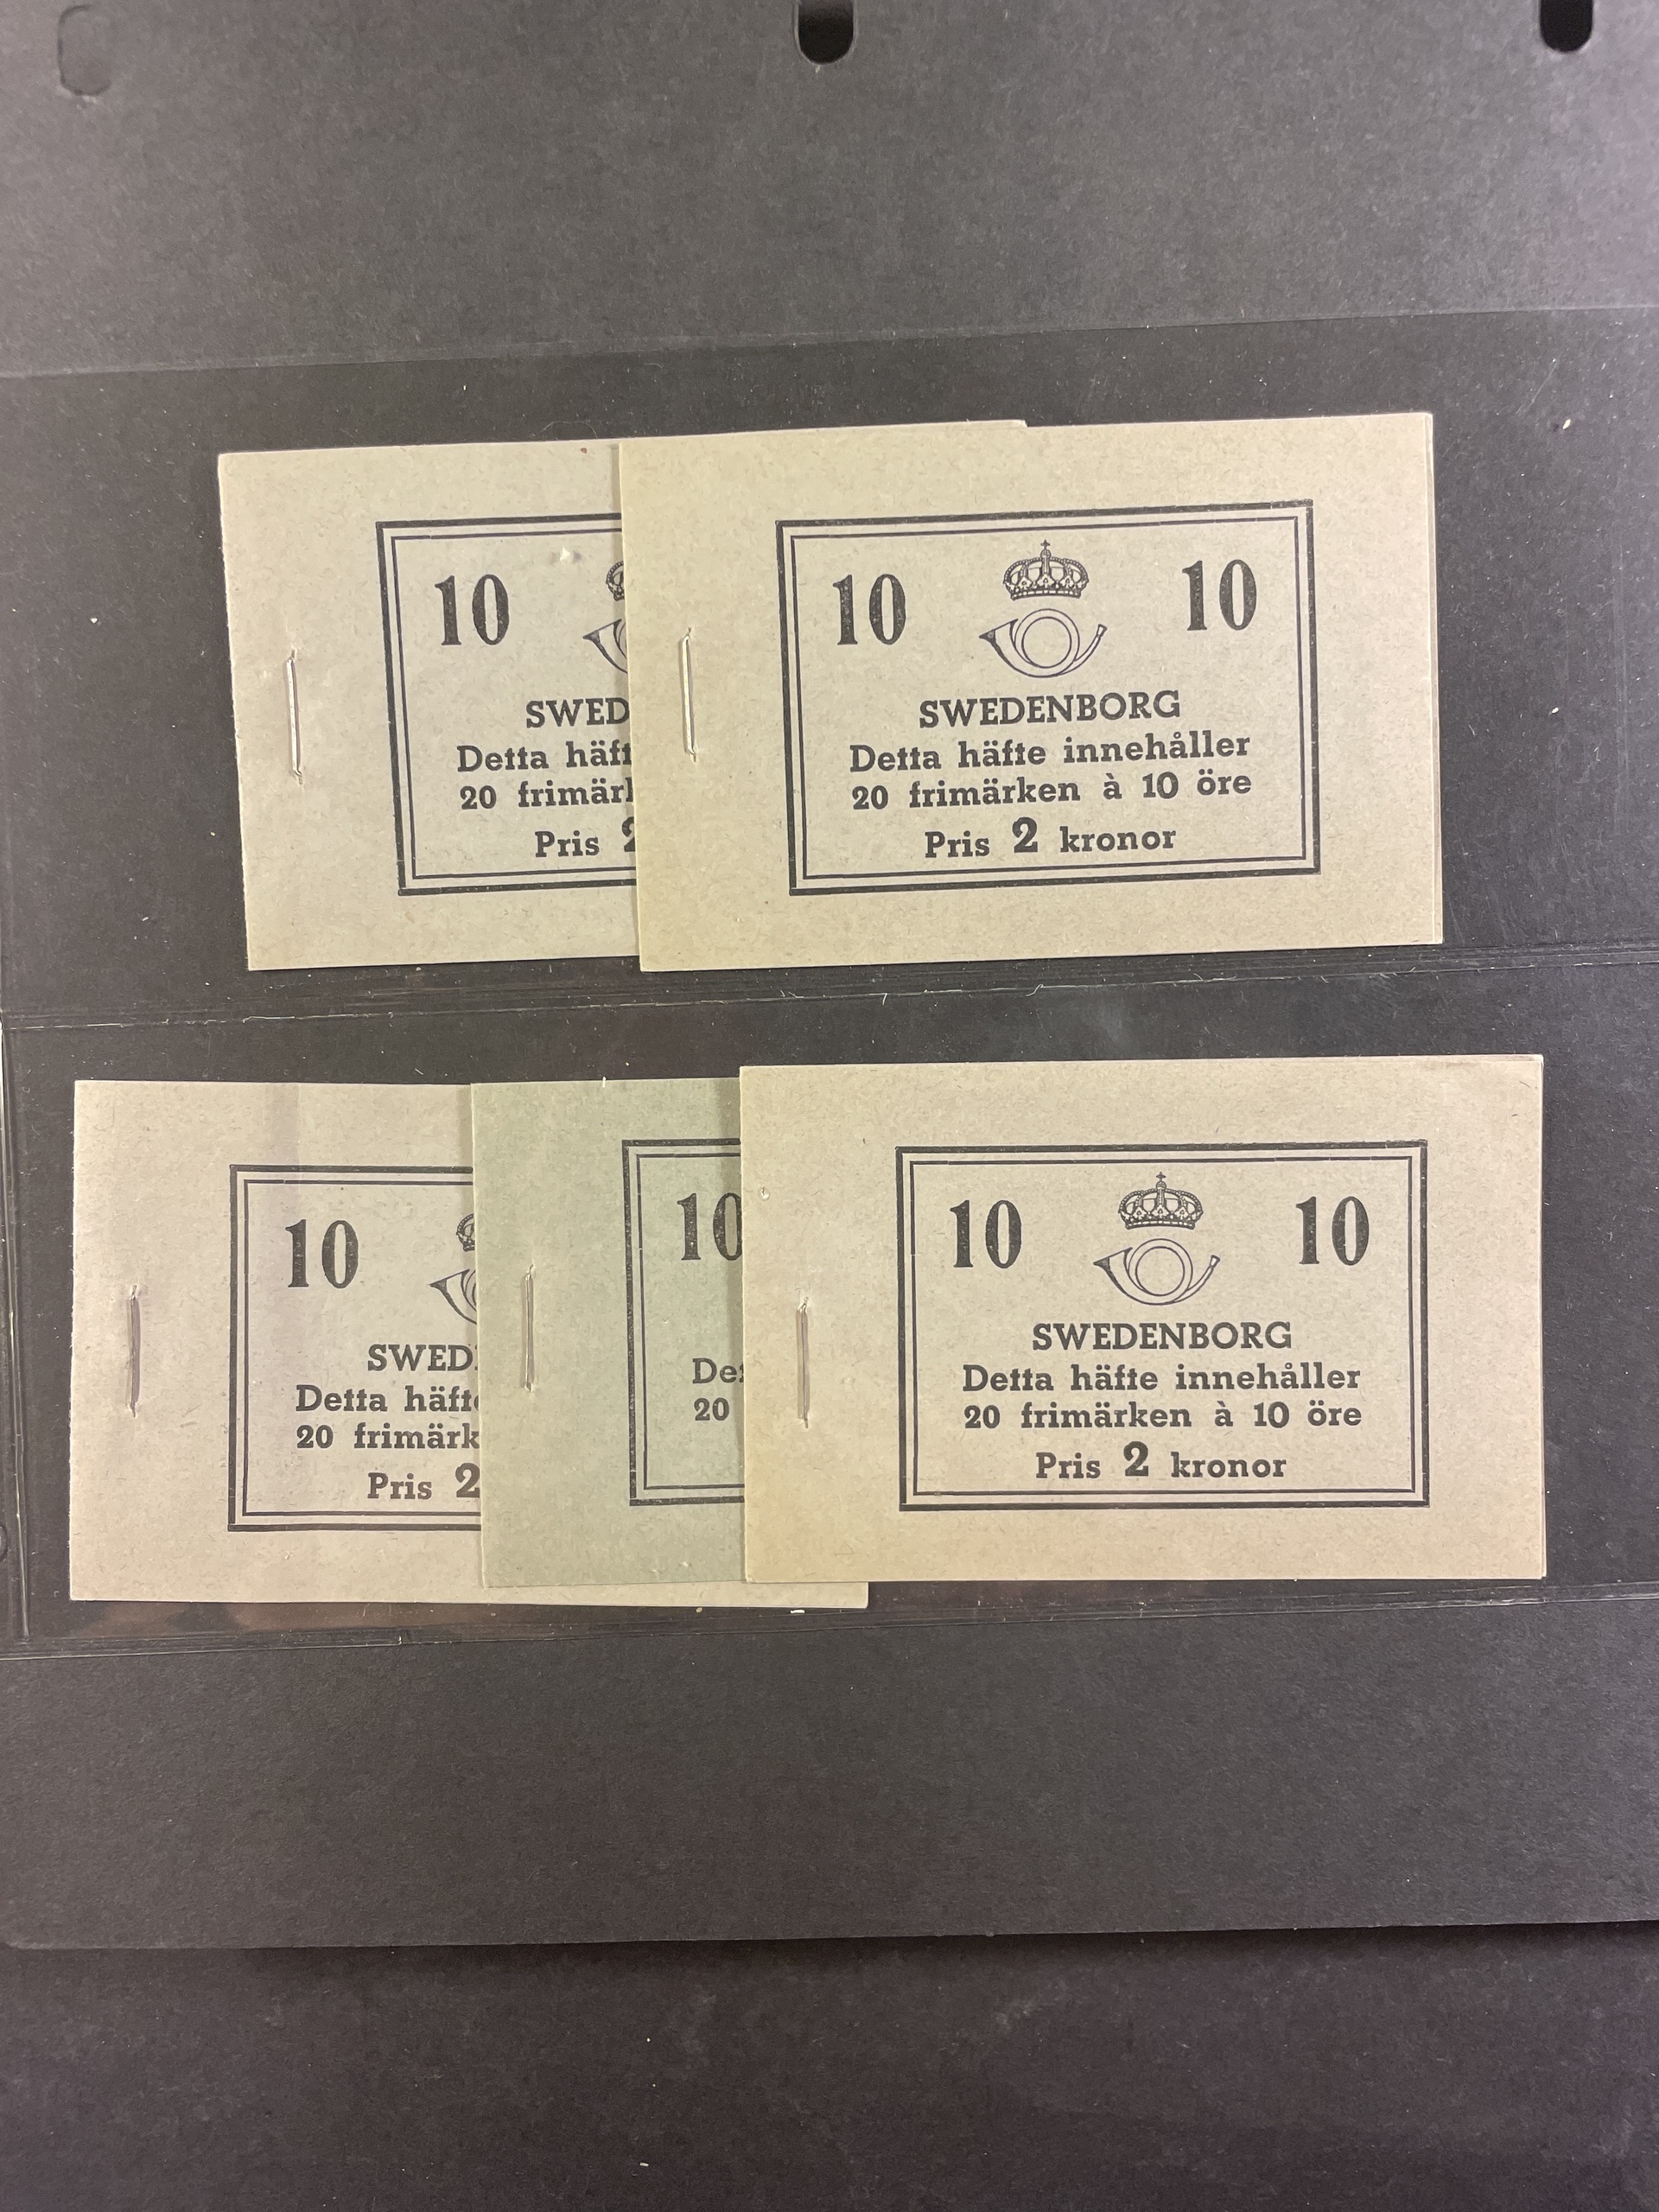 10
SWED
Detta häft
20 frimärk
Pris 2
10 10
SWEDENBORG
Detta häfte innehåller
20 frimärken à 10 öre
Pris 2 kronor
10
SWED
Detta häfte
20 frimärk
Pris 2
10
De
20
10 10
SWEDENBORG
Detta häfte innehåller
20 frimärken à 10 öre
Pris 2 kronor